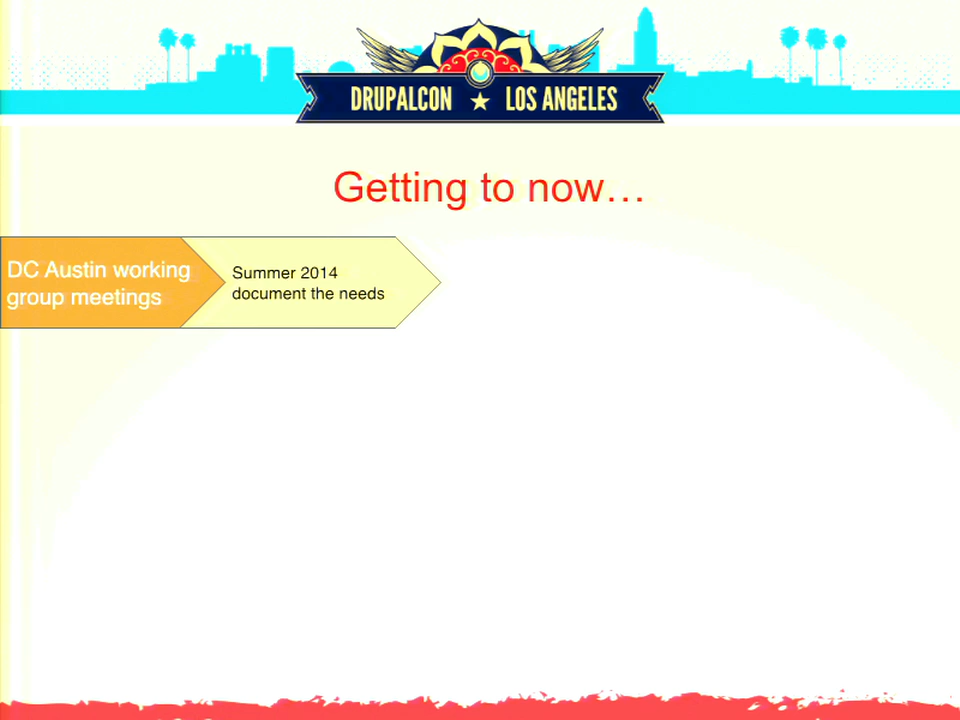 DRUPALCON ★ LOS ANGELES
Getting to now…
DC Austin working
group meetings
Summer 2014
document the needs